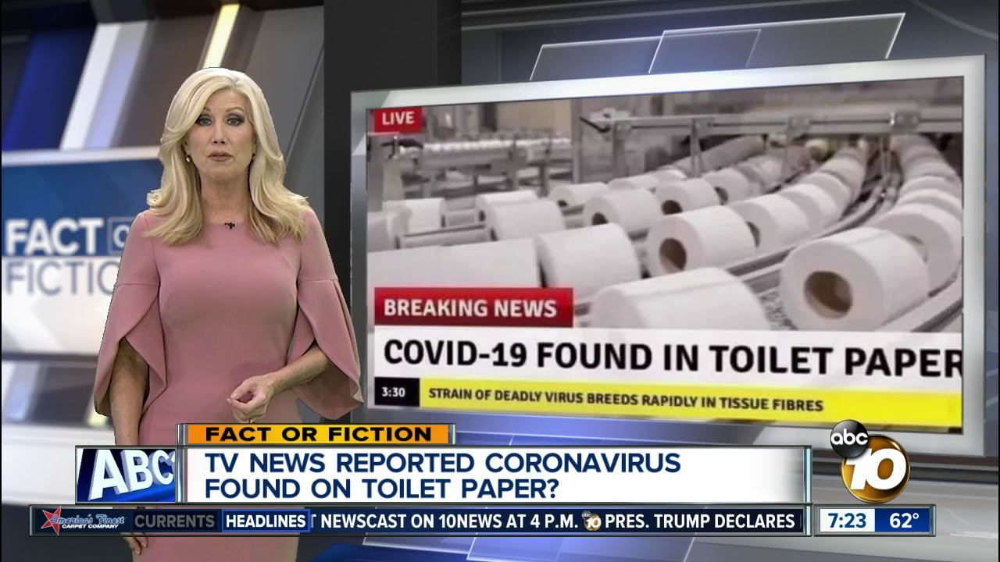 LIVE
FACT O
FICTIO
BREAKING NEWS
COVID-19 FOUND IN TOILET PAPER
3:30 STRAIN OF DEADLY VIRUS BREEDS RAPIDLY IN TISSUE FIBRES
FACT OR FICTION
ABC
TV NEWS REPORTED CORONAVIRUS
FOUND ON TOILET PAPER?
abc
10
America's Finest
CARPET COMPANY
CURRENTS
HEADLINES
T NEWSCAST ON 10NEWS AT 4 P.M. abc 10 PRES. TRUMP DECLARES
7:23 62°